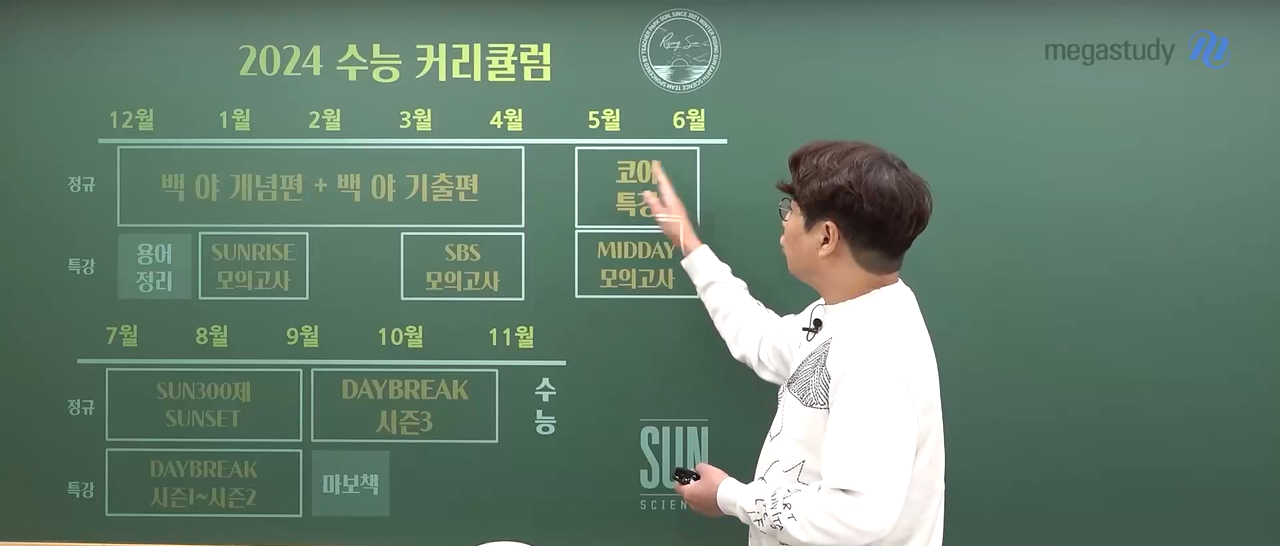 2024 수능 커리큘럼
megastudy
12월 1월 2월 3월 4월 5월 6월
정규
백 야 개념편 + 백 야 기출편
특강
용어
정리
SUNRISE
모의고사
SBS
모의고사
MIDDAY
모의고사
7월 8월 9월 10월 11월
정규
SUN300제
SUNSET
DAYBREAK
시즌3
수
능
특강
DAYBREAK
시즌1~시즌2
마보책
SUN